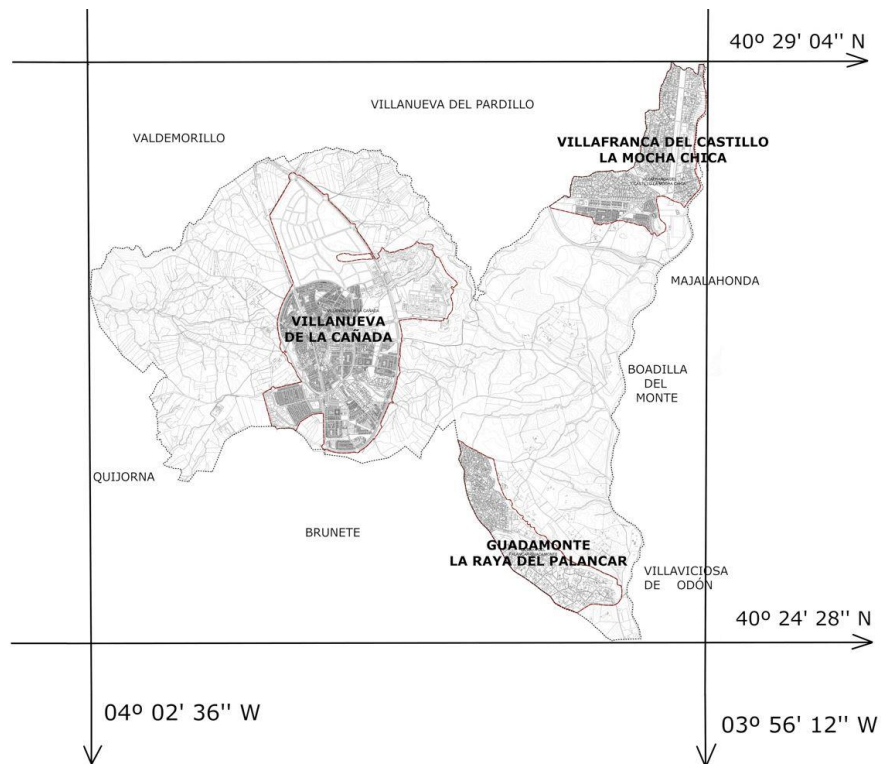 40º 29' 04'' N
VILLANUEVA DEL PARDILLO
VALDEMORILLO
VILLAFRANCA DEL CASTILLO
LA MOCHA CHICA
MAJALAHONDA
VILLANUEVA
DE LA CAÑADA
BOADILLA
DEL
MONTE
QUIJORNA
BRUNETE
GUADAMONTE
LA RAYA DEL PALANCAR
VILLAVICIOSA
DE ODÓN
40º 24' 28'' N
04º 02' 36'' W
03º 56' 12'' W